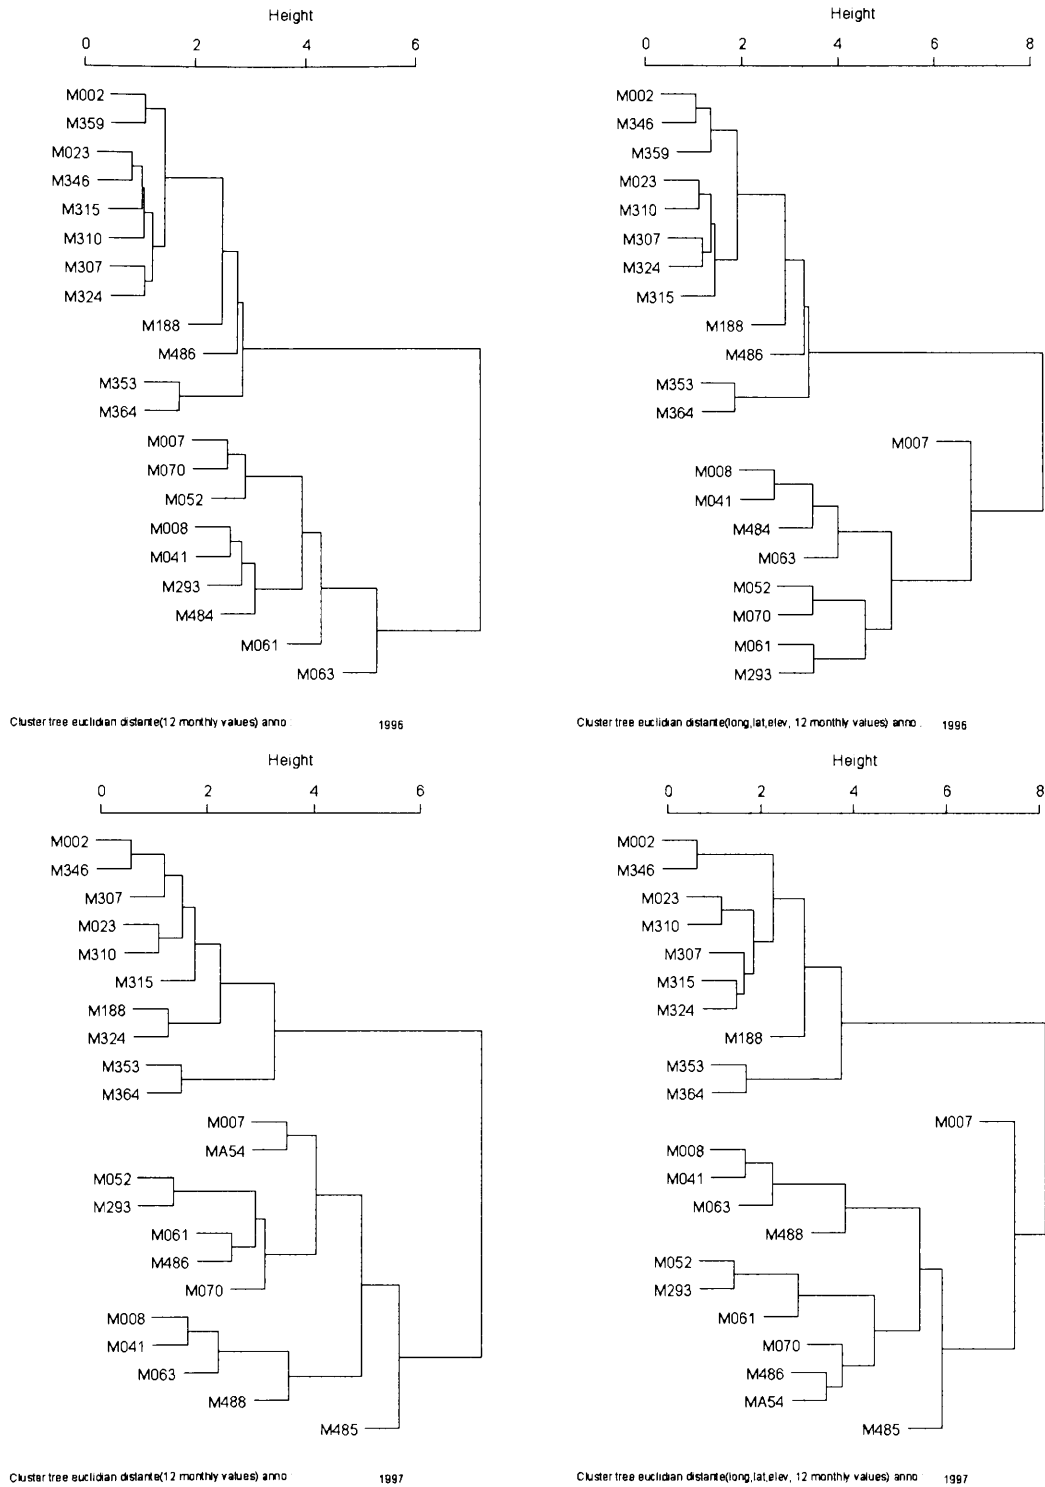 Height
0 2 4 6
M002
M359
M023
M346
M315
M310
M307
M324
M188
M486
M353
M364
M007
M070
M052
M008
M041
M293
M484
M061
M063
Cluster tree euclidian distante(12 monthly values) anno : 1996
Height
0 2 4 6 8
M002
M346
M359
M023
M310
M307
M324
M315
M188
M486
M353
M364
M007
M008
M041
M484
M063
M052
M070
M061
M293
Cluster tree euclidian distante(long,lat,elev, 12 monthly values) anno : 1996
Height
0 2 4 6
M002
M346
M307
M023
M310
M315
M188
M324
M353
M364
M007
MA54
M052
M293
M061
M486
M070
M008
M041
M063
M488
M485
Cluster tree euclidian distante(12 monthly values) anno 1997
Height
0 2 4 6 8
M002
M346
M023
M310
M307
M315
M324
M188
M353
M364
M007
M008
M041
M063
M488
M052
M293
M061
M070
M486
MA54
M485
Cluster tree euclidian distante(long,lat,elev, 12 monthly values) anno 1997